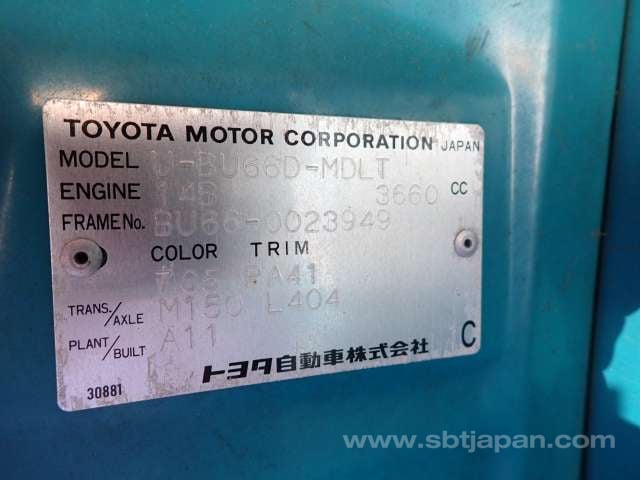 TOYOTA MOTOR CORPORATION JAPAN
MODEL U-BU66D-MDLT
ENGINE 14B 3660 CC
FRAME No. BU66-0023949
COLOR TRIM
RA41
TRANS./AXLE M150 L404
PLANT/BUILT A11
C
トヨタ自動車株式会社
30881
www.sbtjapan.com